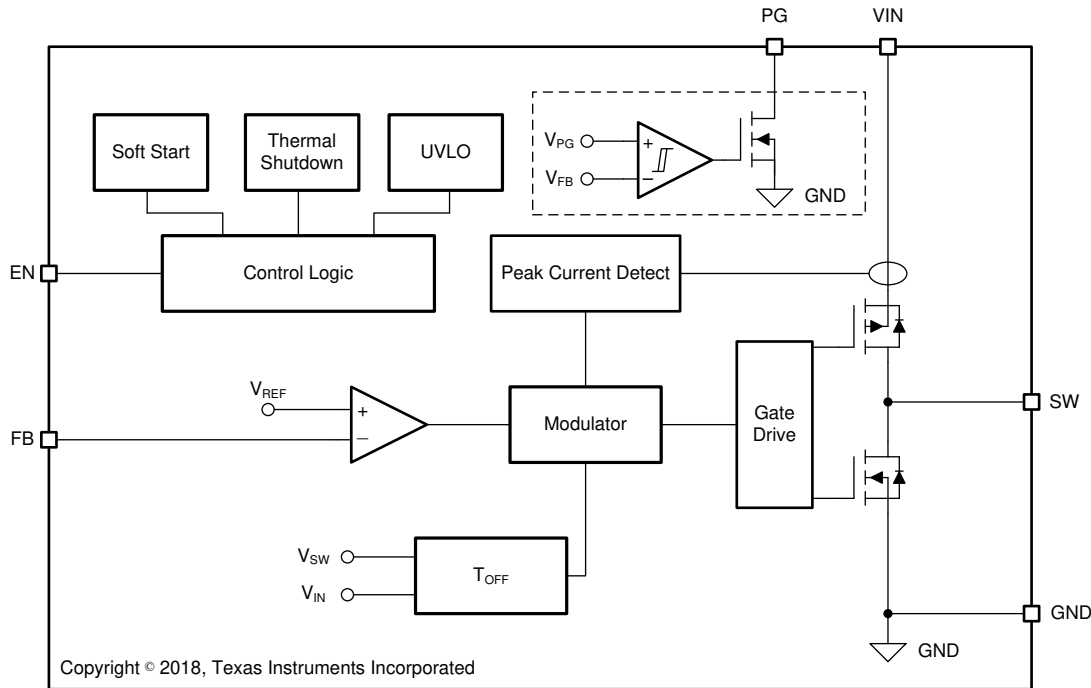 PG
VIN
Soft Start
Thermal
Shutdown
UVLO
VPG
+
VFB
−
GND
EN
Control Logic
Peak Current Detect
VREF
+
FB
−
Modulator
Gate
Drive
SW
VSW
TOFF
VIN
GND
GND
Copyright © 2018, Texas Instruments Incorporated